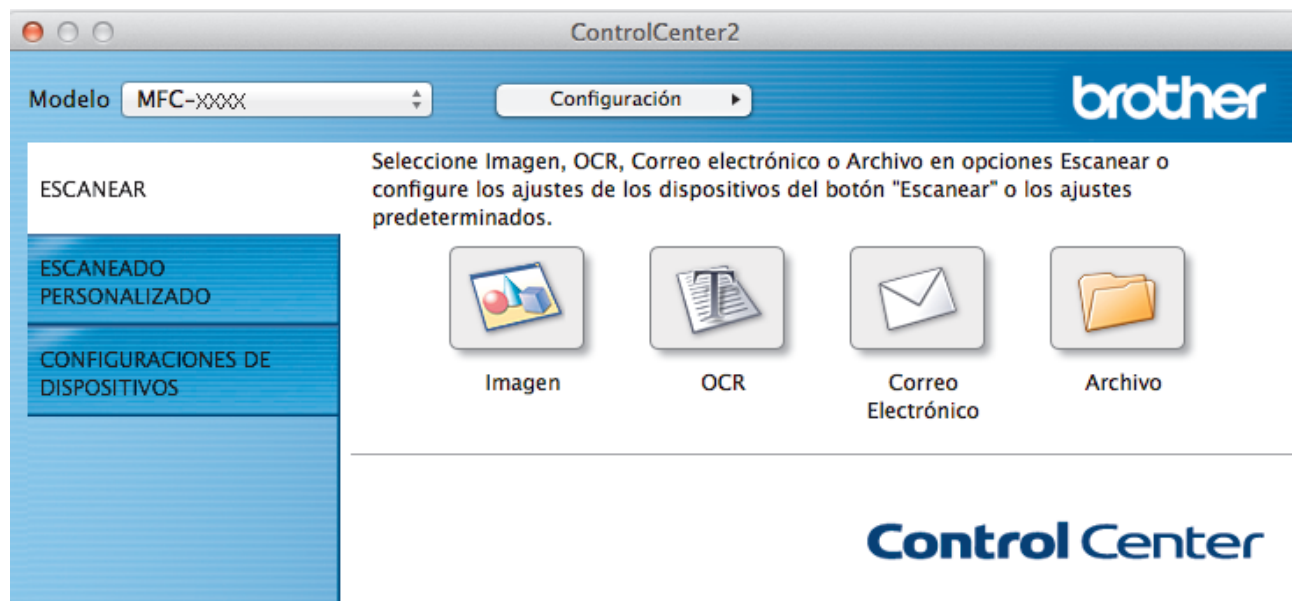 ControlCenter2
Modelo MFC-XXXX Configuración brother
ESCANEAR
ESCANEADO
PERSONALIZADO
CONFIGURACIONES DE
DISPOSITIVOS
Seleccione Imagen, OCR, Correo electrónico o Archivo en opciones Escanear o
configure los ajustes de los dispositivos del botón "Escanear" o los ajustes
predeterminados.
Imagen
OCR
Correo
Electrónico
Archivo
Control Center